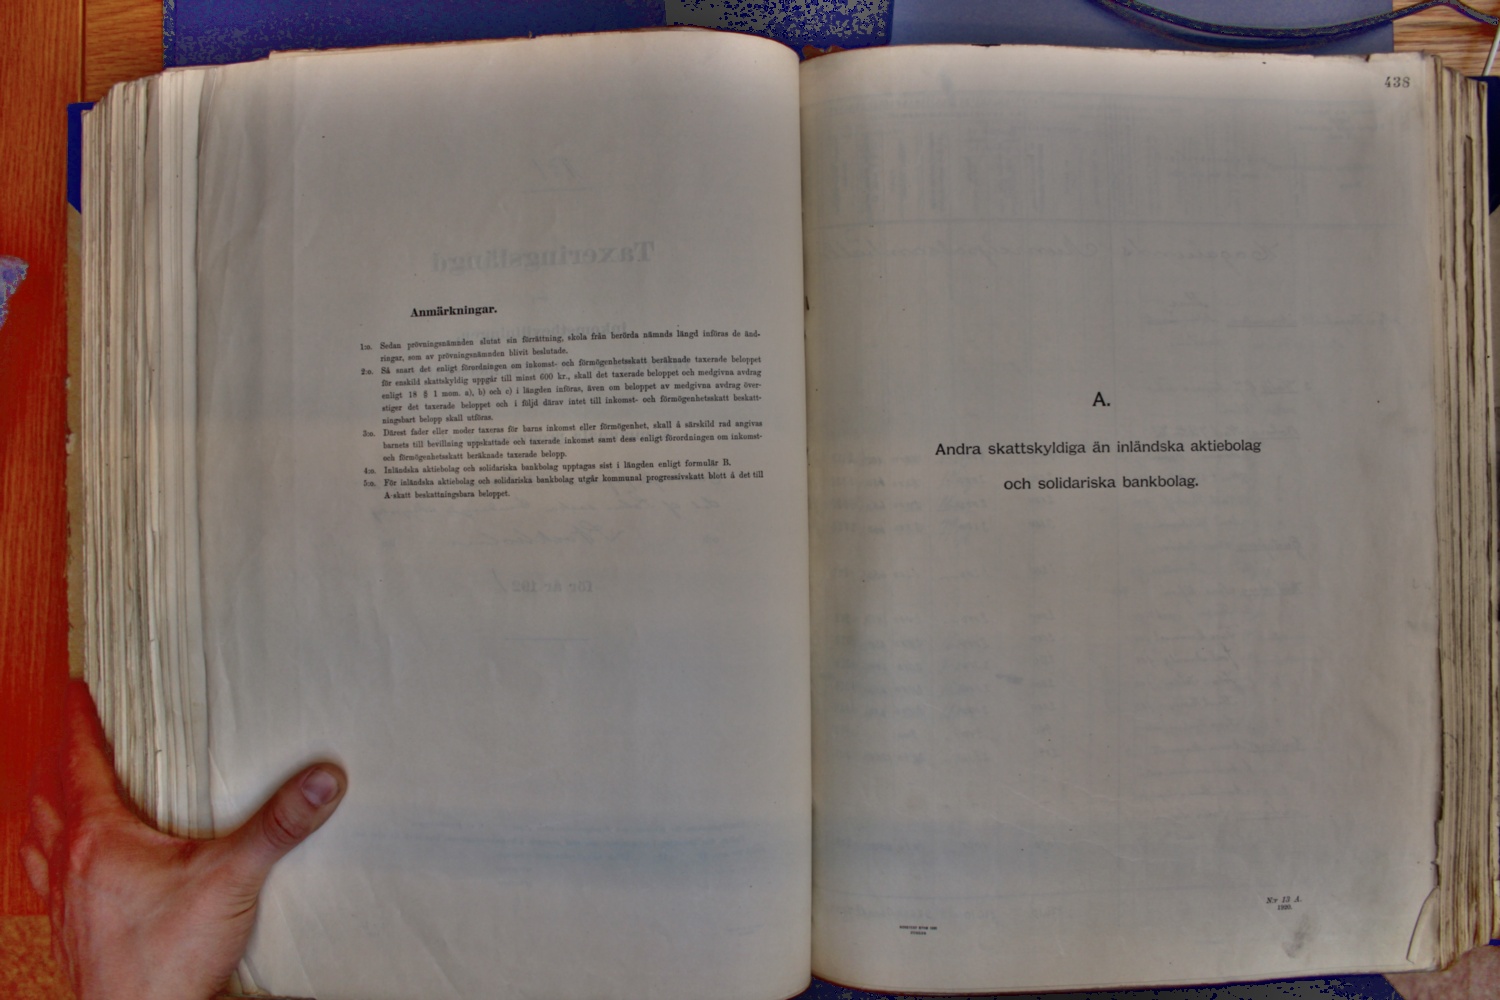 Anmärkningar.
1:o. Sedan prövningsnämnden slutat sin förrättning, skola från berörda nämnds längd införas de änd-
ringar, som av prövningsnämnden blivit beslutade.
2:o. Så snart det enligt förordningen om inkomst- och förmögenhetsskatt beräknade taxerade beloppet
för enskild skattskyldig uppgår till minst 600 kr., skall det taxerade beloppet och medgivna avdrag
enligt 18 § 1 mom. a), b) och c) i längden införas, även om beloppet av medgivna avdrag över-
stiger det taxerade beloppet och i följd därav intet till inkomst- och förmögenhetsskatt beskatt-
ningsbart belopp skall utföras.
3:o. Därest fader eller moder taxeras för barns inkomst eller förmögenhet, skall å särskild rad angivas
barnets till bevillning uppskattade och taxerade inkomst samt dess enligt förordningen om inkomst-
och förmögenhetsskatt beräknade taxerade belopp.
4:o. Inländska aktiebolag och solidariska bankbolag upptagas sist i längden enligt formulär B.
5:o. För inländska aktiebolag och solidariska bankbolag utgår kommunal progressivskatt blott å det till
A-skatt beskattningsbara beloppet.
438
A.
Andra skattskyldiga än inländska aktiebolag
och solidariska bankbolag.
N:r 15 A.
1920.